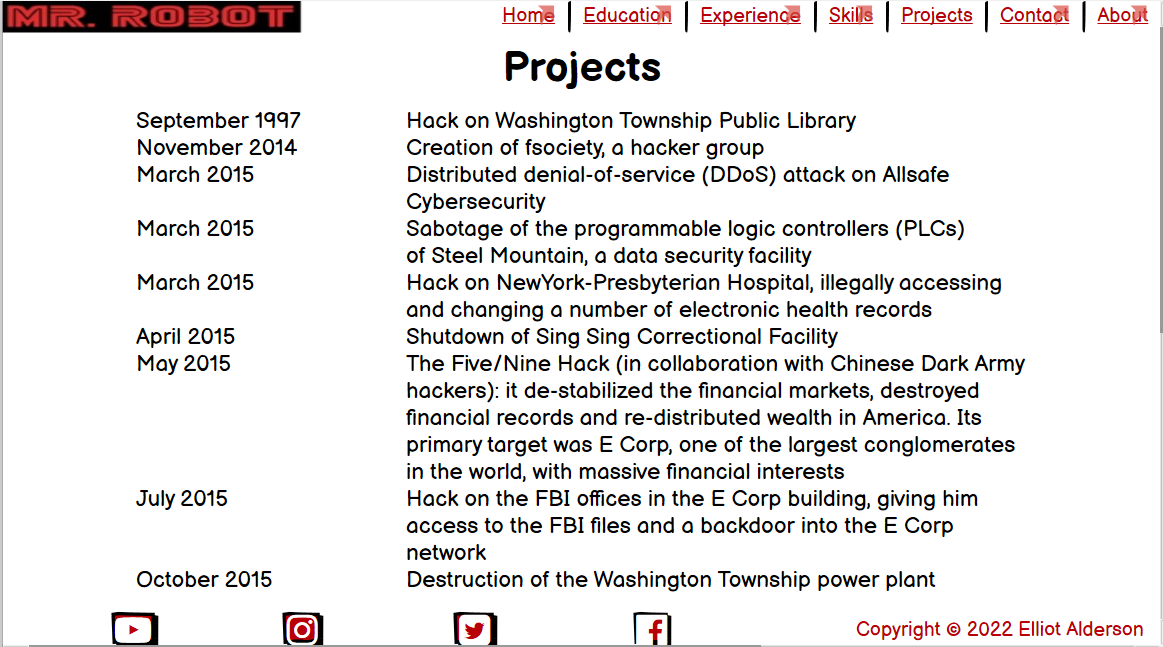 MR. ROBOT
Home Education Experience Skills Projects Contact About
Projects
September 1997 Hack on Washington Township Public Library
November 2014 Creation of fsociety, a hacker group
March 2015 Distributed denial-of-service (DDoS) attack on Allsafe
Cybersecurity
March 2015 Sabotage of the programmable logic controllers (PLCs)
of Steel Mountain, a data security facility
March 2015 Hack on NewYork-Presbyterian Hospital, illegally accessing
and changing a number of electronic health records
April 2015 Shutdown of Sing Sing Correctional Facility
May 2015 The Five/Nine Hack (in collaboration with Chinese Dark Army
hackers): it de-stabilized the financial markets, destroyed
financial records and re-distributed wealth in America. Its
primary target was E Corp, one of the largest conglomerates
in the world, with massive financial interests
July 2015 Hack on the FBI offices in the E Corp building, giving him
access to the FBI files and a backdoor into the E Corp
network
October 2015 Destruction of the Washington Township power plant
Copyright © 2022 Elliot Alderson